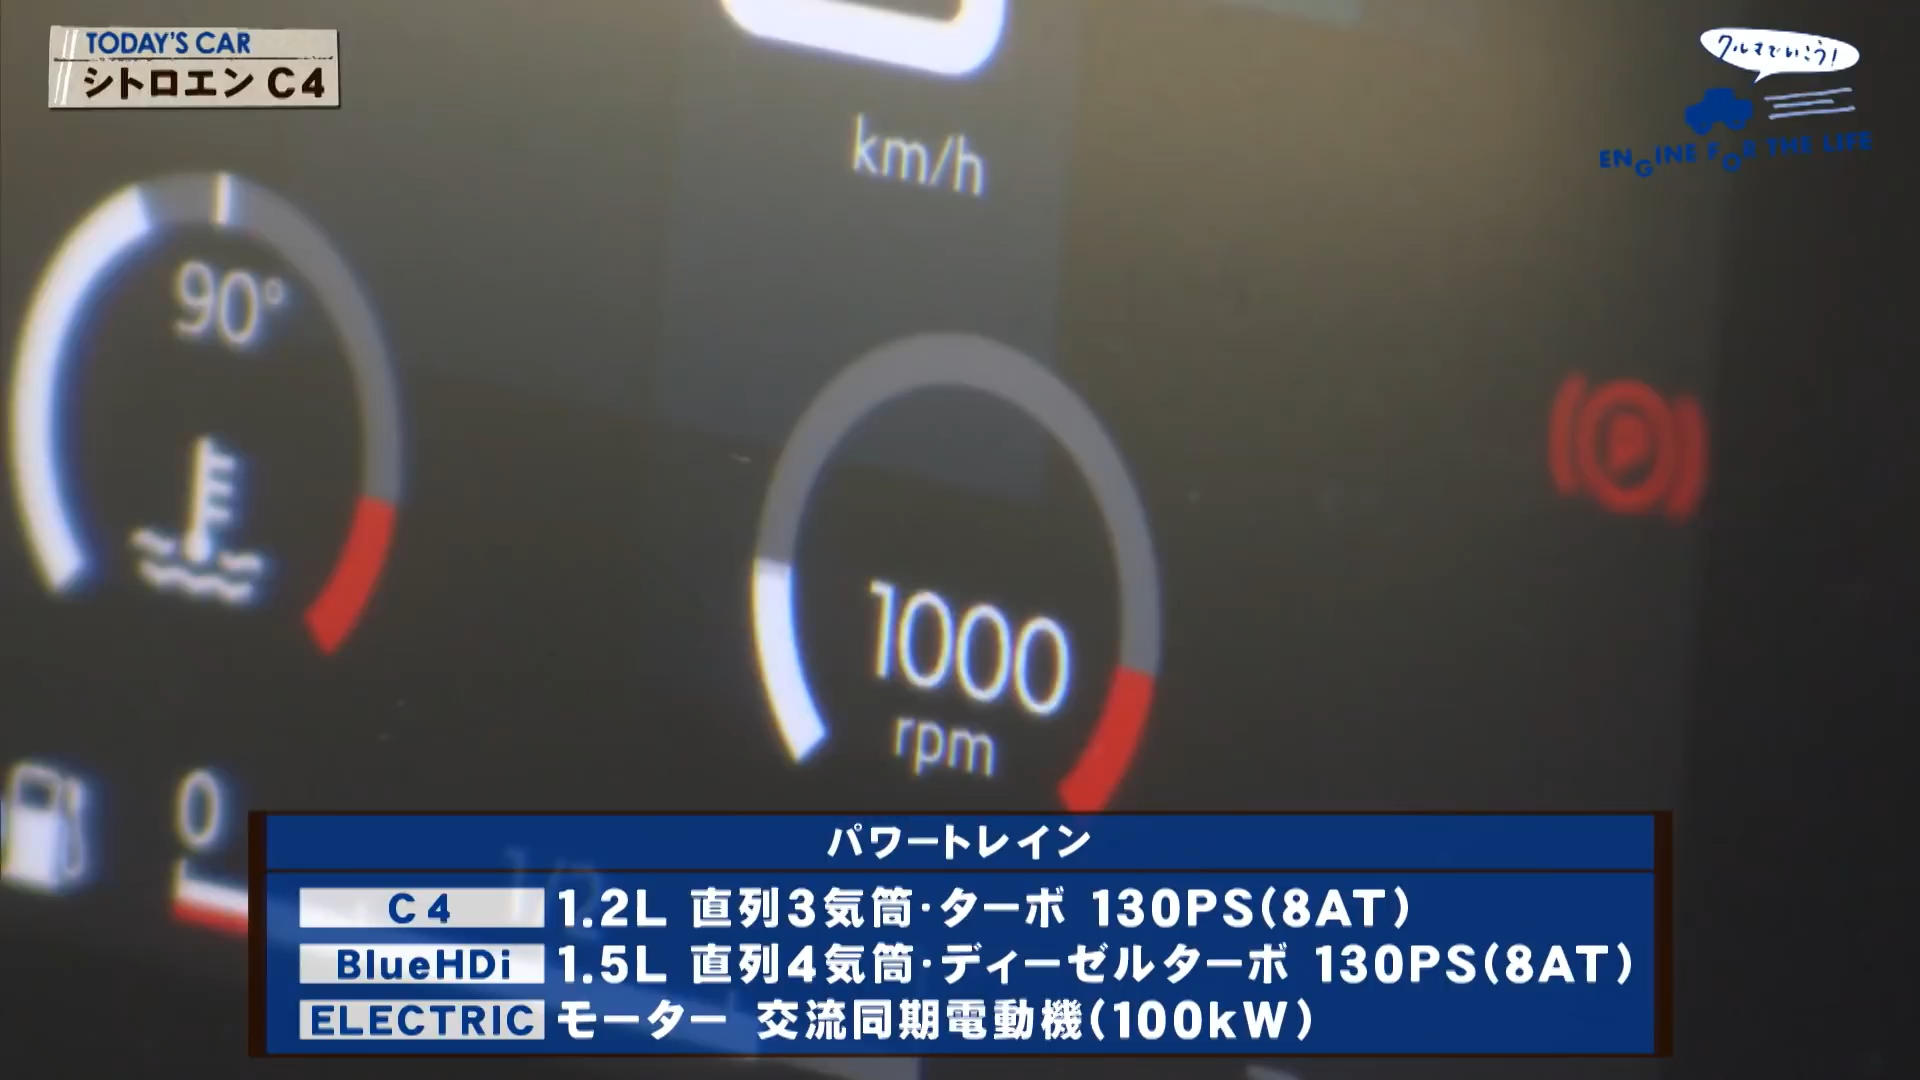 TODAY'S CAR
シトロエン C4
クルマでいこう!
ENGINE FOR THE LIFE
km/h
90°
1000
rpm
P
0
1/2
パワートレイン
C4 1.2L 直列3気筒・ターボ 130PS(8AT)
BlueHDi 1.5L 直列4気筒・ディーゼルターボ 130PS(8AT)
ELECTRIC モーター 交流同期電動機(100kW)